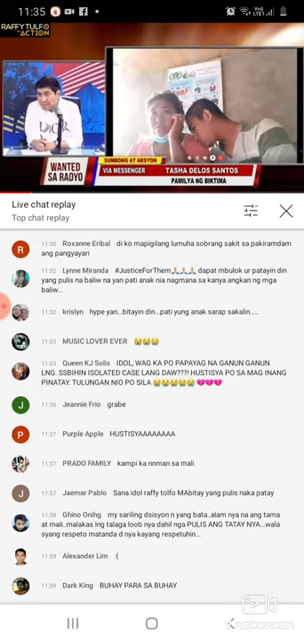 11:35
VoD
LTE1
RAFFY TULFO
IN ACTION
DIOR
WANTED
SA RADYO
SUMBONG AT AKSYON
VIA MESSENGER
TASHA DELOS SANTOS
PAMILYA NG BIKTIMA
Live chat replay
Top chat replay
R
11:30 Roxanne Eribal di ko mapigilang lumuha sobrang sakit sa pakiramdam
ang pangyayari
11:32 Lynne Miranda #JusticeForThem🙏🙏🙏🙏 dapat mbulok ur patayin din
yang pulis na baliw na yan pati anak nia nagmana sa kanya angkan ng mga
baliw...
11:32 krislyn hype yan...bitayin din...pati yung anak sarap sakalin.....
11:33 MUSIC LOVER EVER 😭😭😭
11:33 Queen KJ Solis IDOL, WAG KA PO PAPAYAG NA GANUN GANUN
LNG. SSBIHIN ISOLATED CASE LANG DAW???! HUSTISYA PO SA MAG INANG
PINATAY. TULUNGAN NIO PO SILA 😭😭😭😭😭💔💔💔
J
11:36 Jeannie Frio grabe
P
11:37 Purple Apple HUSTISYAAAAAAA
11:37 PRADO FAMILY kampi ka nnman sa mali
J
11:37 Jaemar Pablo Sana idol raffy tolfo MAbitay yang pulis naka patay
11:38 Ghino Onihg my sariling dsisyon n yang bata..alam nya na ang tama
at mali..malakas lng talaga loob nya dahil nga PULIS ANG TATAY NYA...wala
syang respeto matanda d nya kayang respetuhin...
11:39 Alexander Lim :(
11:39 Dark King BUHAY PARA SA BUHAY
RECORDER